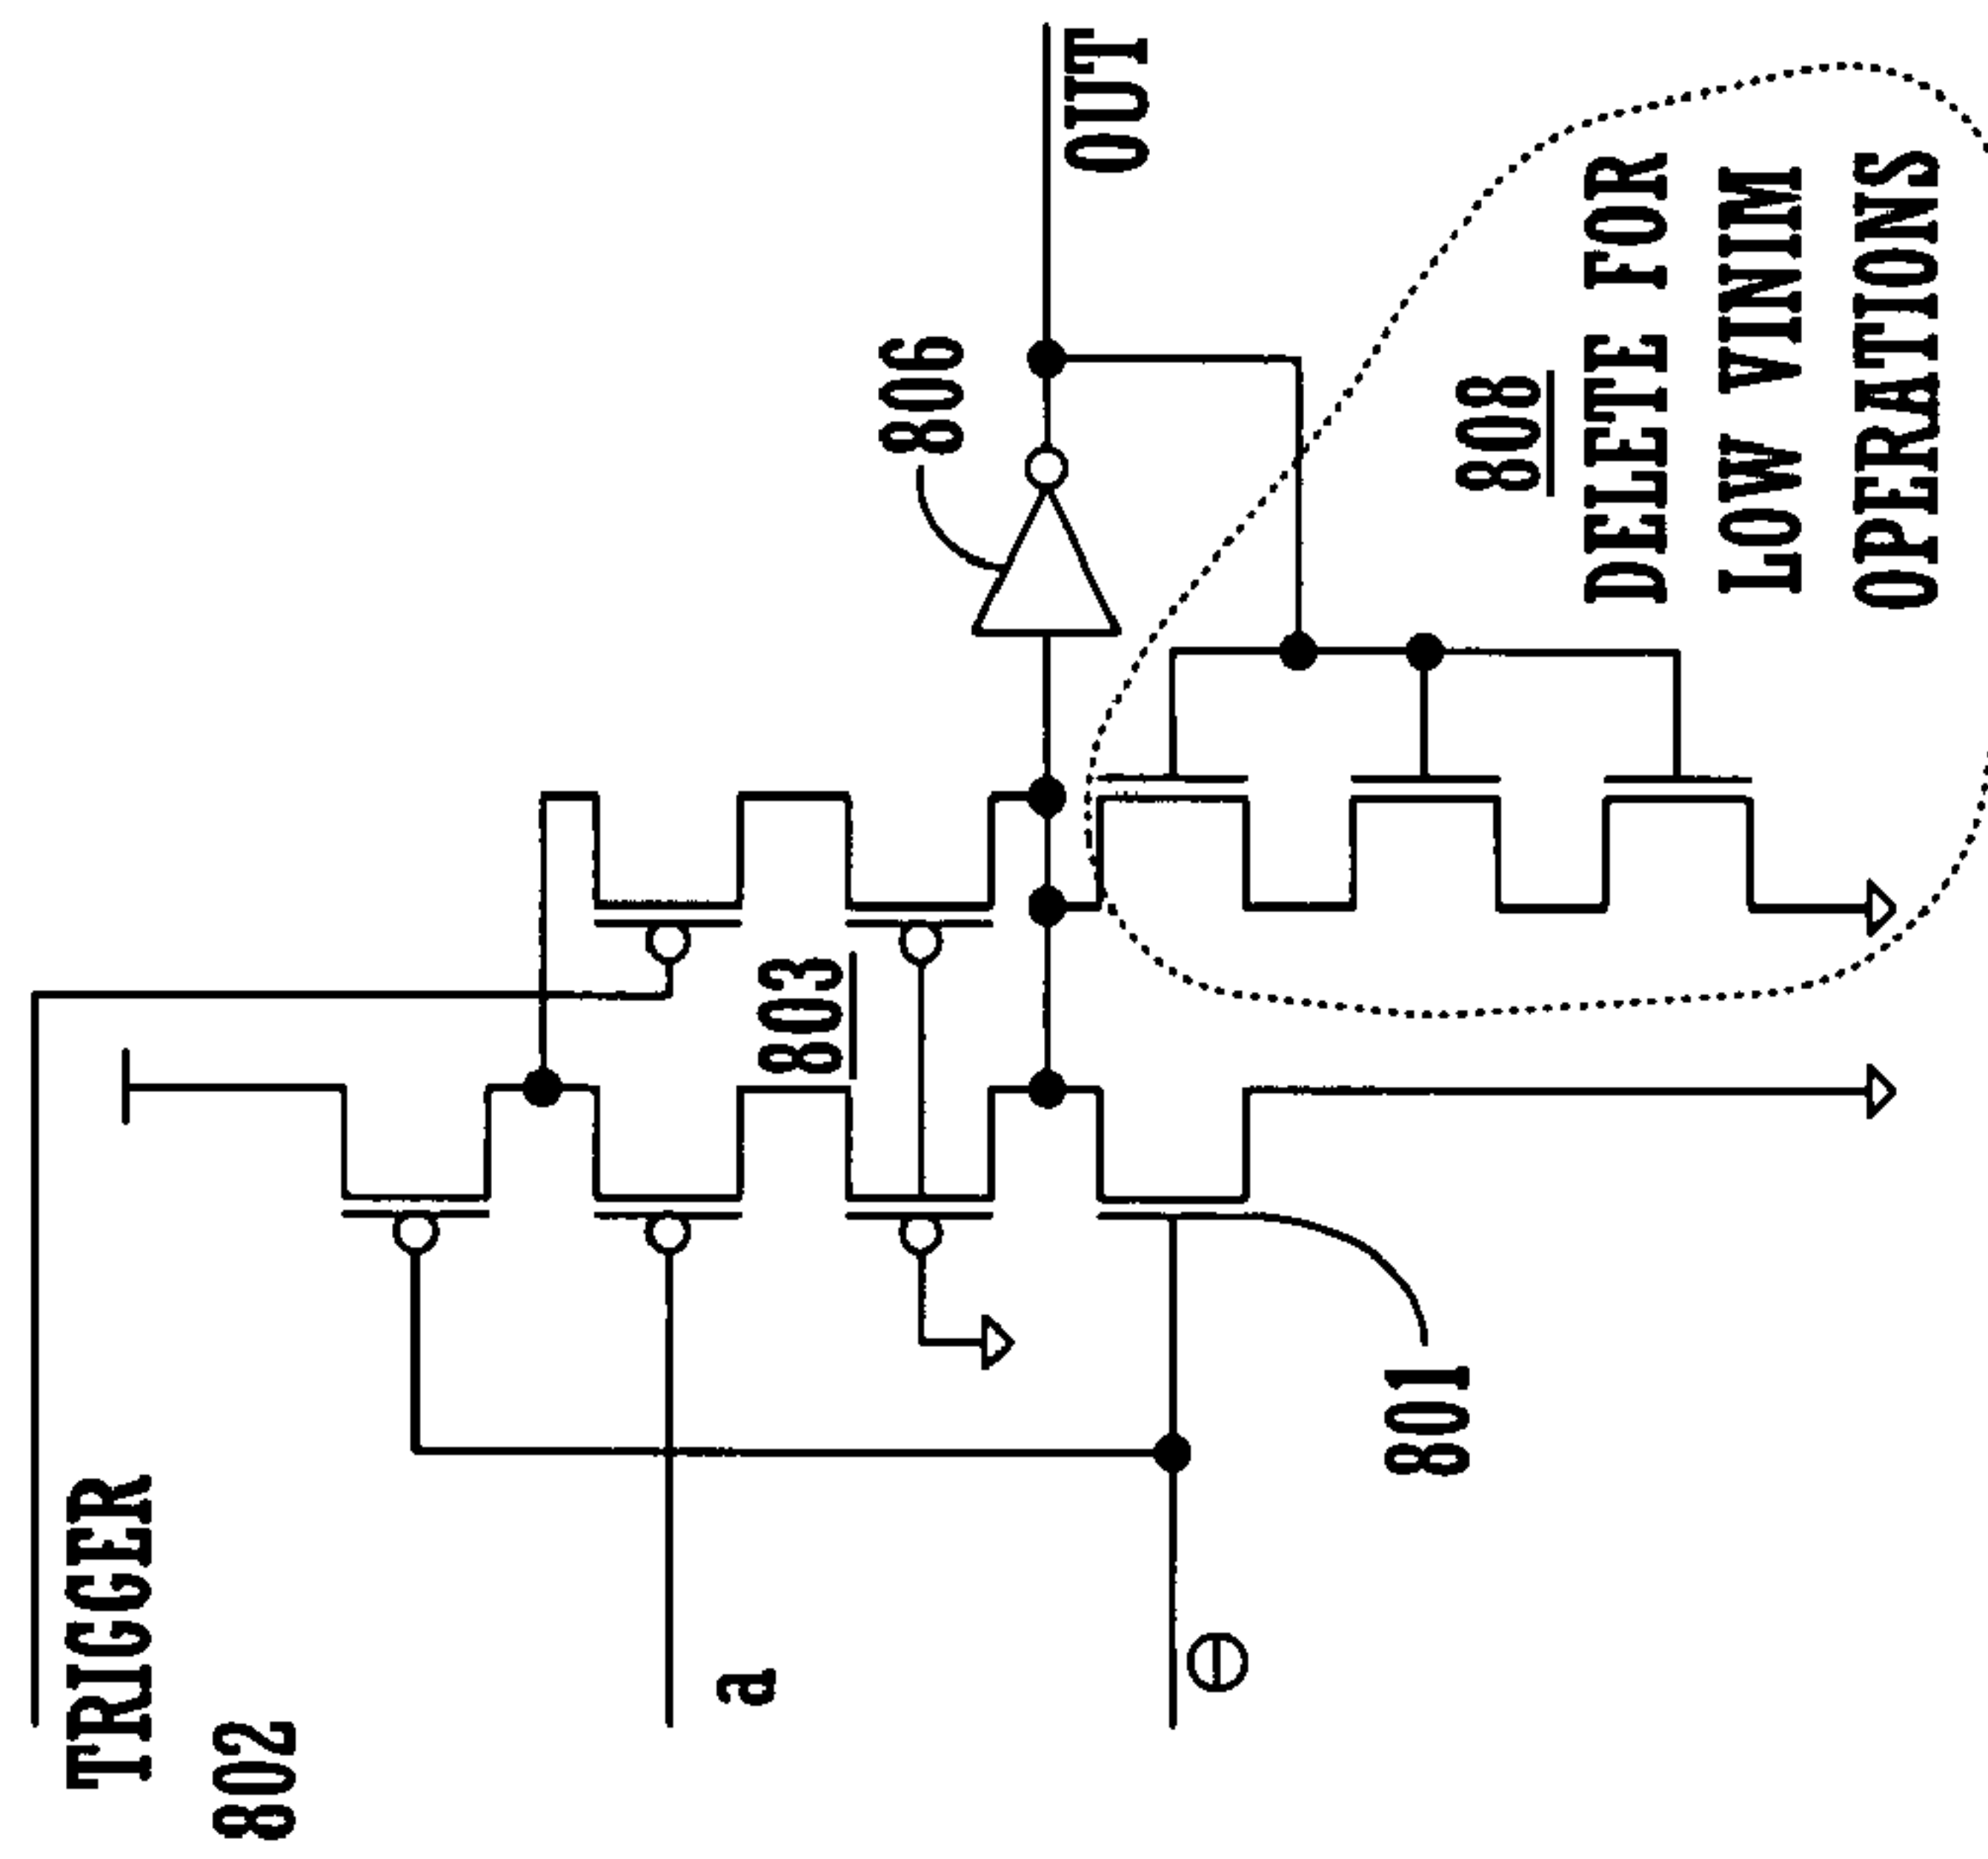 TRIGGER
802
a
Θ
801
803
806
OUT
808
DELETE FOR
LOW VINIM
OPERATIONS